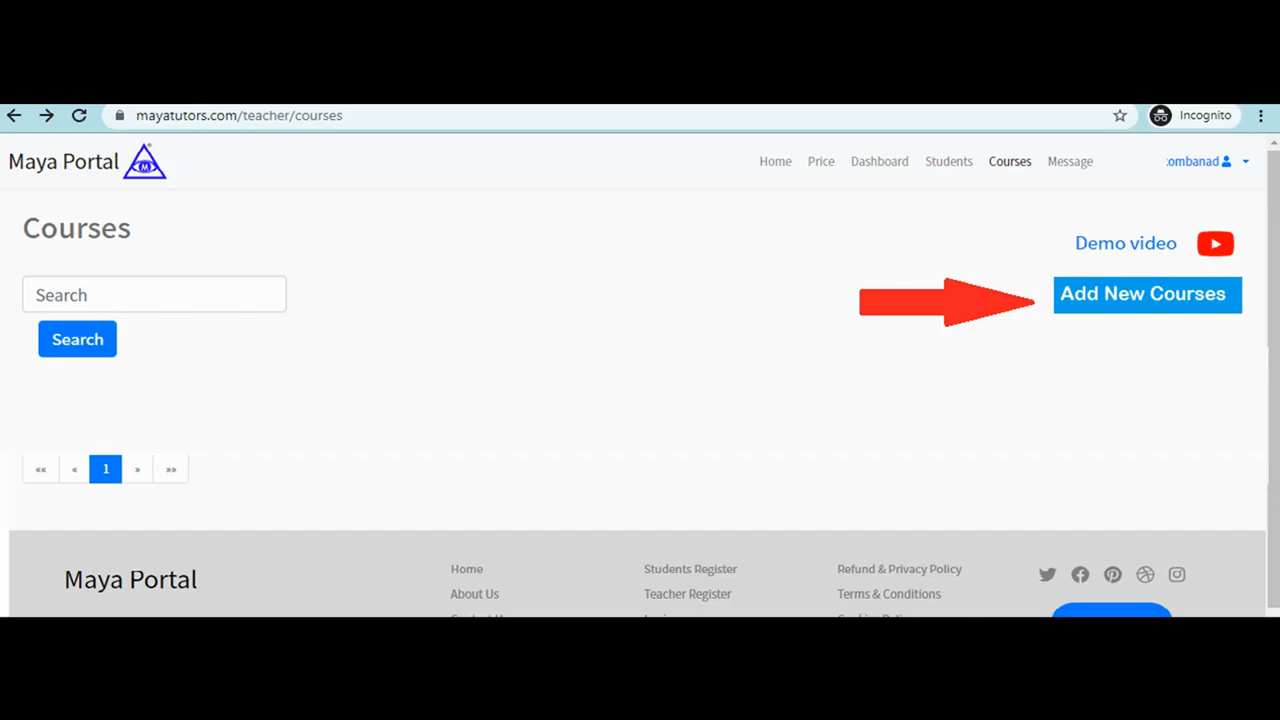 mayatutors.com/teacher/courses
Incognito
Maya Portal
M
Home Price Dashboard Students Courses Message
ombanad
Courses
Demo video
Search
Add New Courses
Search
«« « 1 » »»
Maya Portal
Home
Students Register
Refund & Privacy Policy
About Us
Teacher Register
Terms & Conditions